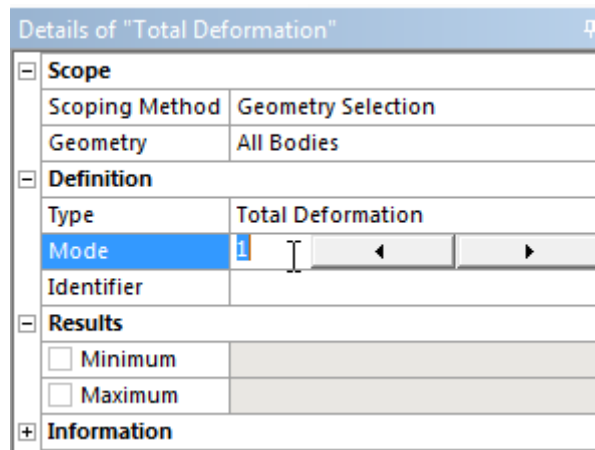 Details of "Total Deformation"
Scope
Scoping Method Geometry Selection
Geometry All Bodies
Definition
Type Total Deformation
Mode 1
Identifier
Results
Minimum
Maximum
Information